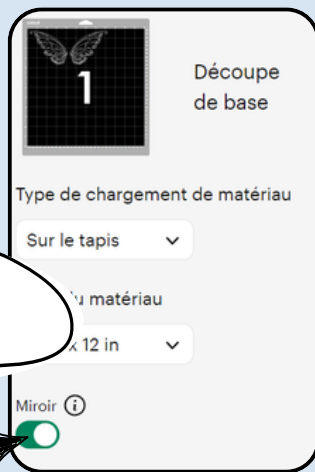 1
Découpe
de base
Type de chargement de matériau
Sur le tapis
matériau
x 12 in
Miroir